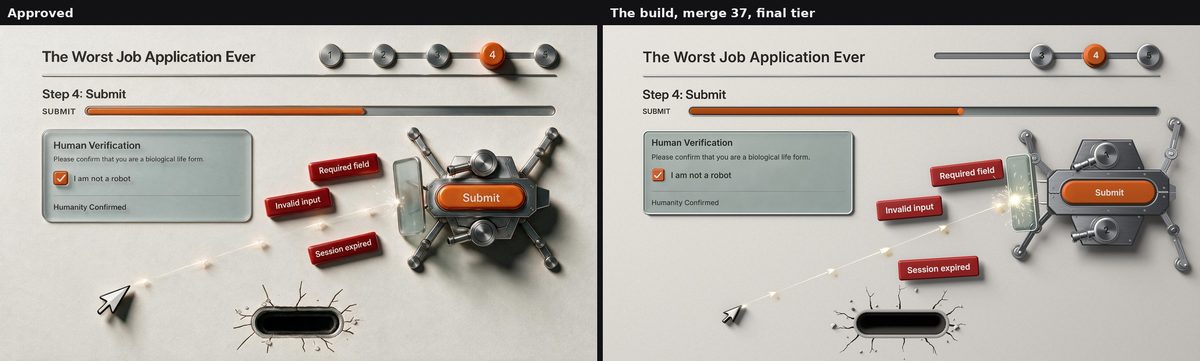 Approved
The Worst Job Application Ever
1 2 3 4 5
Step 4: Submit
SUBMIT
Human Verification
Please confirm that you are a biological life form.
I am not a robot
Humanity Confirmed
Required field
Invalid input
Session expired
Submit
The build, merge 37, final tier
The Worst Job Application Ever
3 4 5
Step 4: Submit
SUBMIT
Human Verification
Please confirm that you are a biological life form.
I am not a robot
Humanity Confirmed
Required field
Invalid input
Session expired
Submit